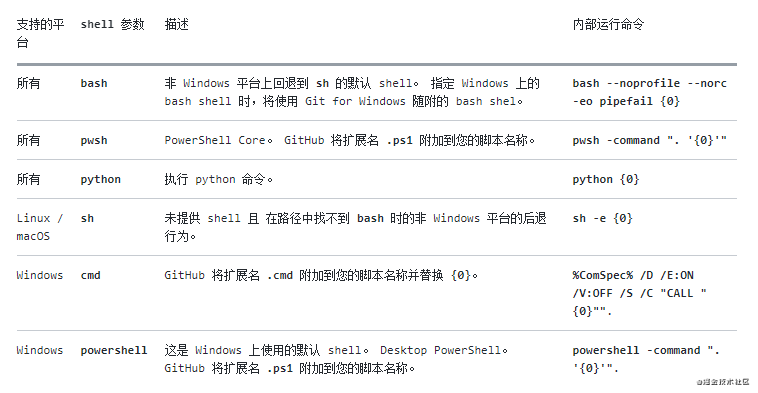 支持的平 shell 参数 描述 内部运行命令
台
所有 bash 非 Windows 平台上回退到 sh 的默认 shell。 指定 Windows 上的 bash --noprofile --norc
bash shell 时，将使用 Git for Windows 随附的 bash shel。 -eo pipefail {0}
所有 pwsh PowerShell Core。 GitHub 将扩展名 .ps1 附加到您的脚本名称。 pwsh -command ". '{0}'"
所有 python 执行 python 命令。 python {0}
Linux / sh 未提供 shell 且 在路径中找不到 bash 时的非 Windows 平台的后退 sh -e {0}
macOS 行为。
Windows cmd GitHub 将扩展名 .cmd 附加到您的脚本名称并替换 {0}。 %ComSpec% /D /E:ON
/V:OFF /S /C "CALL "
{0}"".
Windows powershell 这是 Windows 上使用的默认 shell。 Desktop PowerShell。 powershell -command ".
GitHub 将扩展名 .ps1 附加到您的脚本名称。 '{0}'".
@掘金技术社区